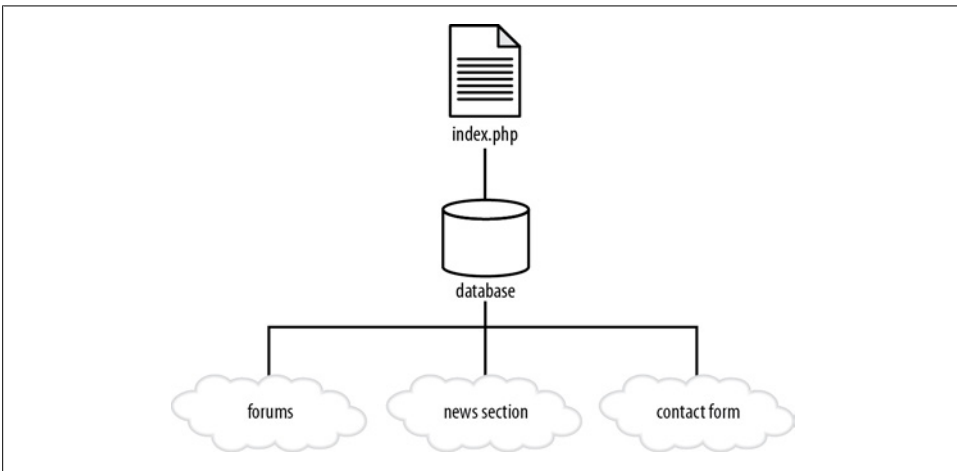 index.php
database
forums
news section
contact form